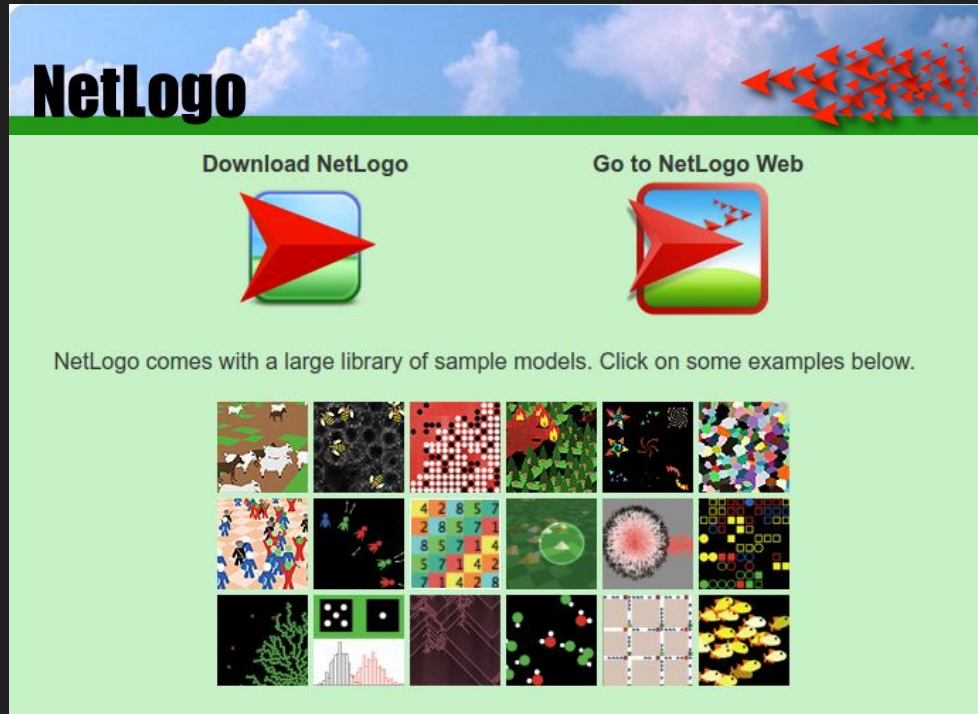 NetLogo
Download NetLogo
Go to NetLogo Web
NetLogo comes with a large library of sample models. Click on some examples below.
4 2 8 5 7
2 8 5 7 1
8 5 7 1 4
5 7 1 4 2
7 1 4 2 8